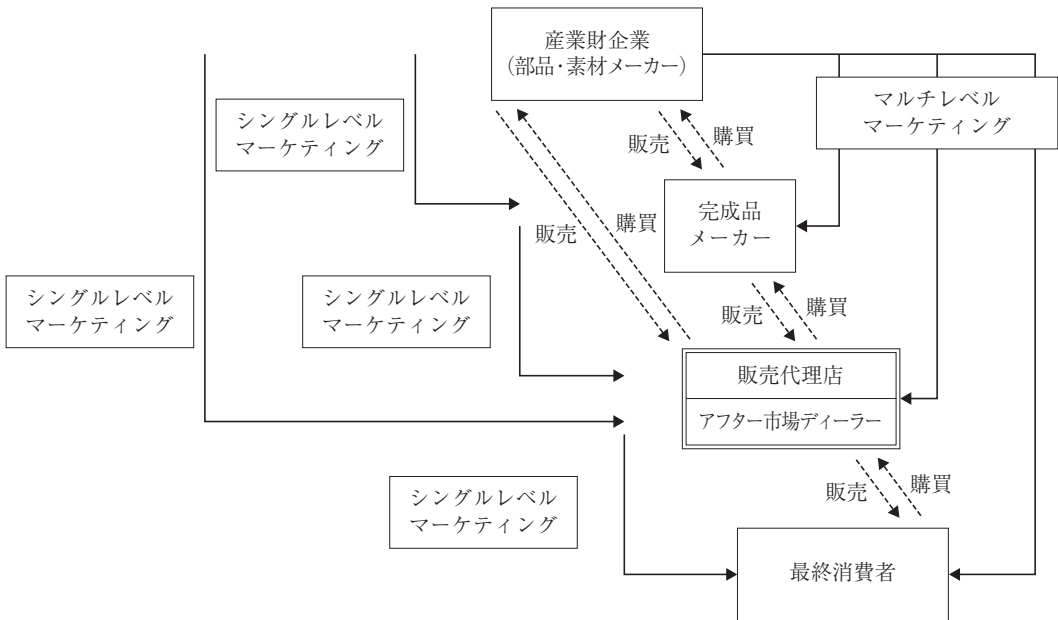 産業財企業
（部品・素材メーカー）
マルチレベル
マーケティング
シングルレベル
マーケティング
販売
購買
完成品
メーカー
販売
購買
シングルレベル
マーケティング
シングルレベル
マーケティング
販売
購買
販売代理店
アフター市場ディーラー
シングルレベル
マーケティング
販売
購買
最終消費者